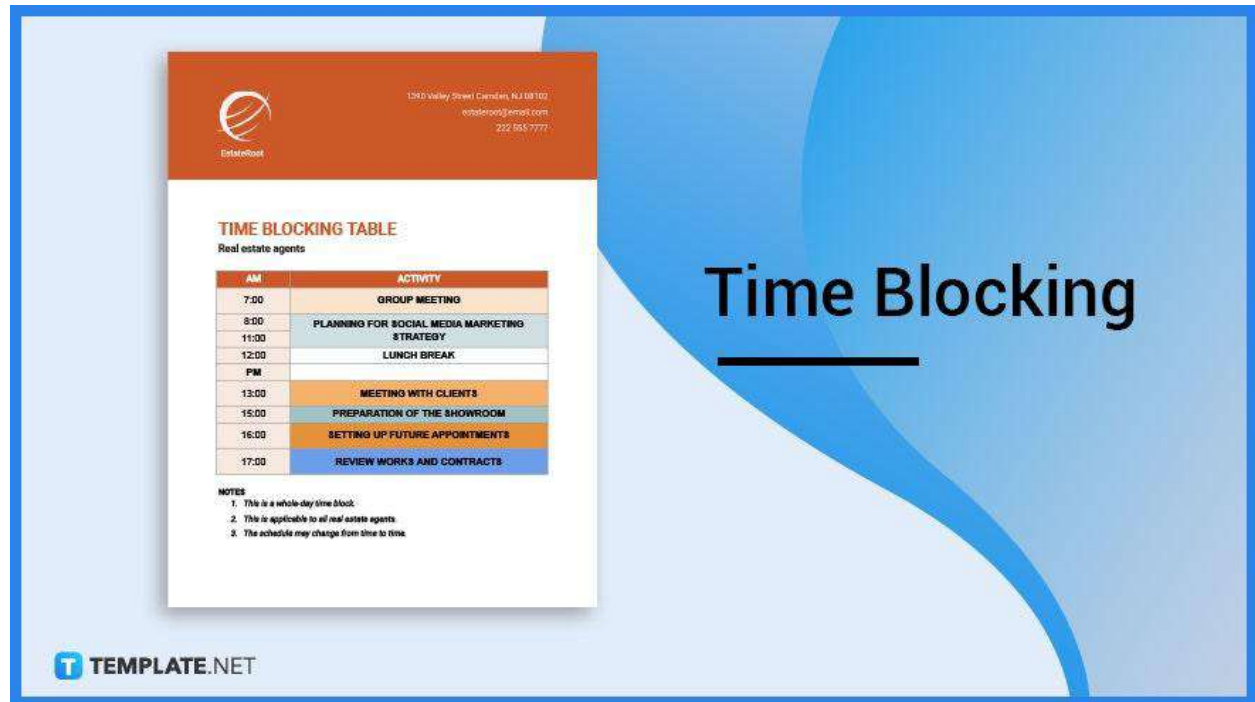 1390 Valley Street Camden, NJ 08102
estateroot@email.com
222 555 7777
EstateRoot
TIME BLOCKING TABLE
Real estate agents
AM ACTIVITY
7:00 GROUP MEETING
8:00 PLANNING FOR SOCIAL MEDIA MARKETING
11:00 STRATEGY
12:00 LUNCH BREAK
PM
13:00 MEETING WITH CLIENTS
15:00 PREPARATION OF THE SHOWROOM
16:00 SETTING UP FUTURE APPOINTMENTS
17:00 REVIEW WORKS AND CONTRACTS
NOTES
1. This is a whole-day time block.
2. This is applicable to all real estate agents.
3. The schedule may change from time to time.
Time Blocking
T TEMPLATE.NET